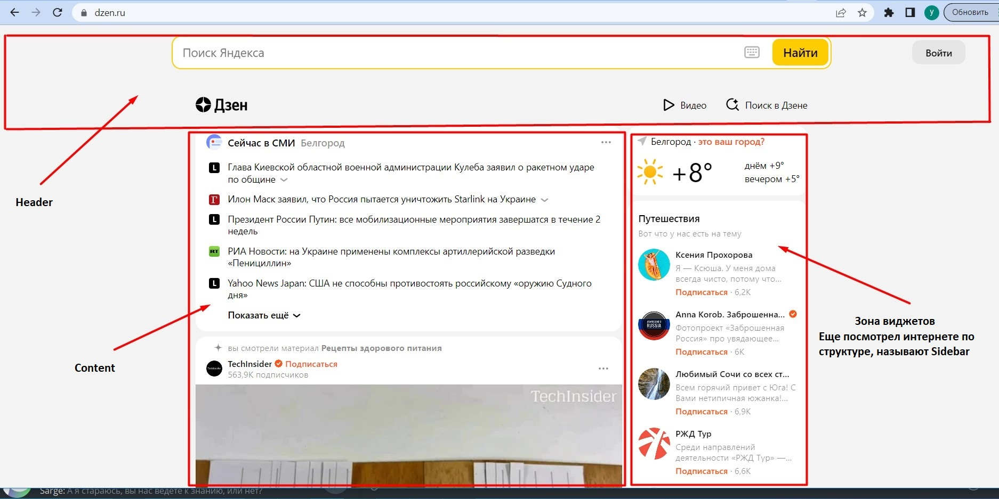 dzen.ru
у
Обновить
Поиск Яндекса
Найти
Войти
Дзен
Видео
Поиск в Дзене
Header
Сейчас в СМИ Белгород
L
Глава Киевской областной военной администрации Кулеба заявил о ракетном ударе
по общине
Г
Илон Маск заявил, что Россия пытается уничтожить Starlink на Украине
L
Президент России Путин: все мобилизационные мероприятия завершатся в течение 2
недель
RT
РИА Новости: на Украине применены комплексы артиллерийской разведки
«Пенициллин»
L
Yahoo News Japan: США не способны противостоять российскому «оружию Судного
дня»
Показать ещё
Content
вы смотрели материал Рецепты здорового питания
TechInsider Подписаться
563,9K подписчиков
TechInsider
Белгород · это ваш город?
+8°
днём +9°
вечером +5°
Путешествия
Вот что у нас есть на тему
Ксения Прохорова
Я — Ксюша. У меня дома
всегда чисто, потому что...
Подписаться · 6,2K
Anna Korob. Заброшенна...
RUSSIA
Фотопроект «Заброшенная
Россия» про увядающее...
Подписаться · 6K
Любимый Сочи со всех ст...
Всем горячий привет с Юга! С
Вами нетипичная южанка!...
Подписаться · 6,9K
РЖД Тур
Среди направлений
деятельности «РЖД Тур» —...
Подписаться · 6,6K
Зона виджетов
Еще посмотрел интернете по
структуре, называют Sidebar
Sarge: А я стараюсь, вы нас ведете к знанию, или нет?